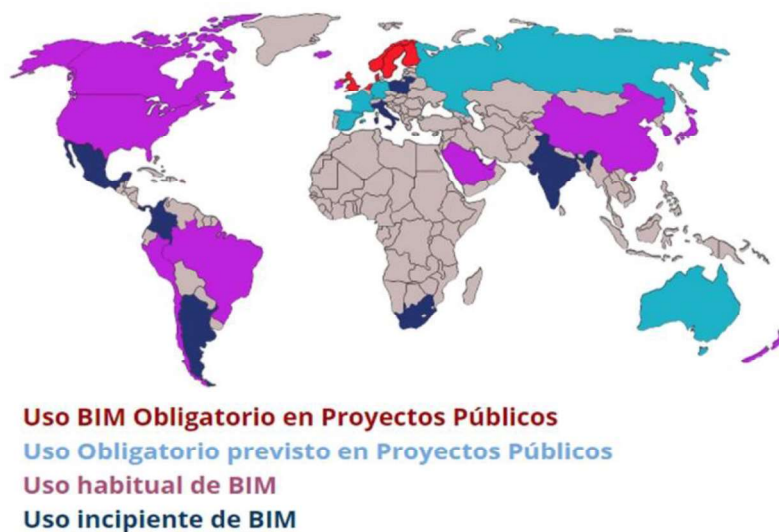 Uso BIM Obligatorio en Proyectos Públicos
Uso Obligatorio previsto en Proyectos Públicos
Uso habitual de BIM
Uso incipiente de BIM